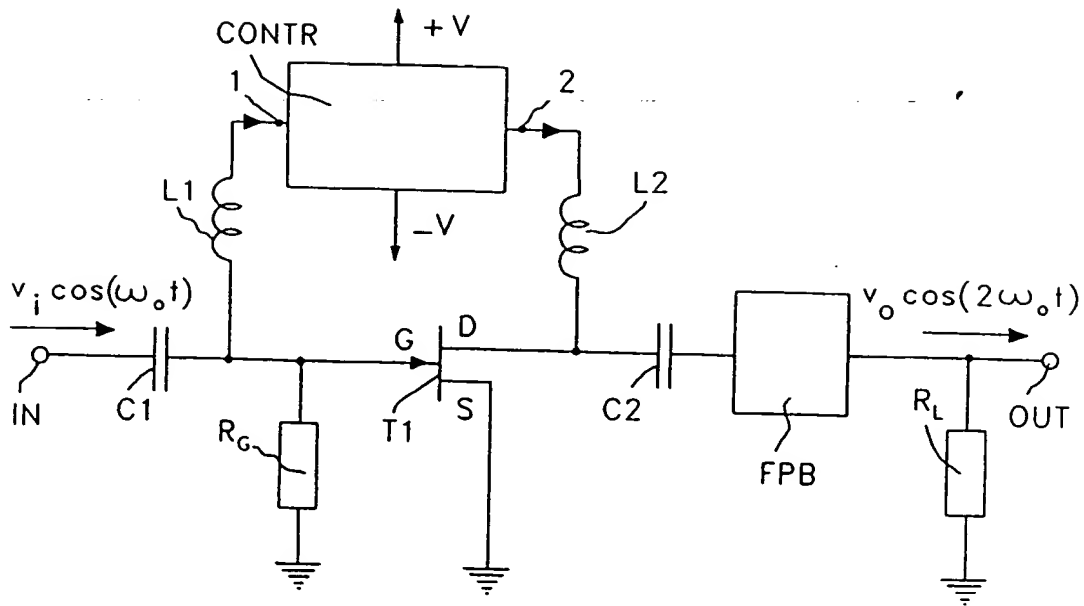 CONTR
+V
1
2
L1
L2
–V
v_i cos(ω_o t)
v_o cos(2ω_o t)
G
D
S
IN
C1
R_G
T1
C2
FPB
R_L
OUT